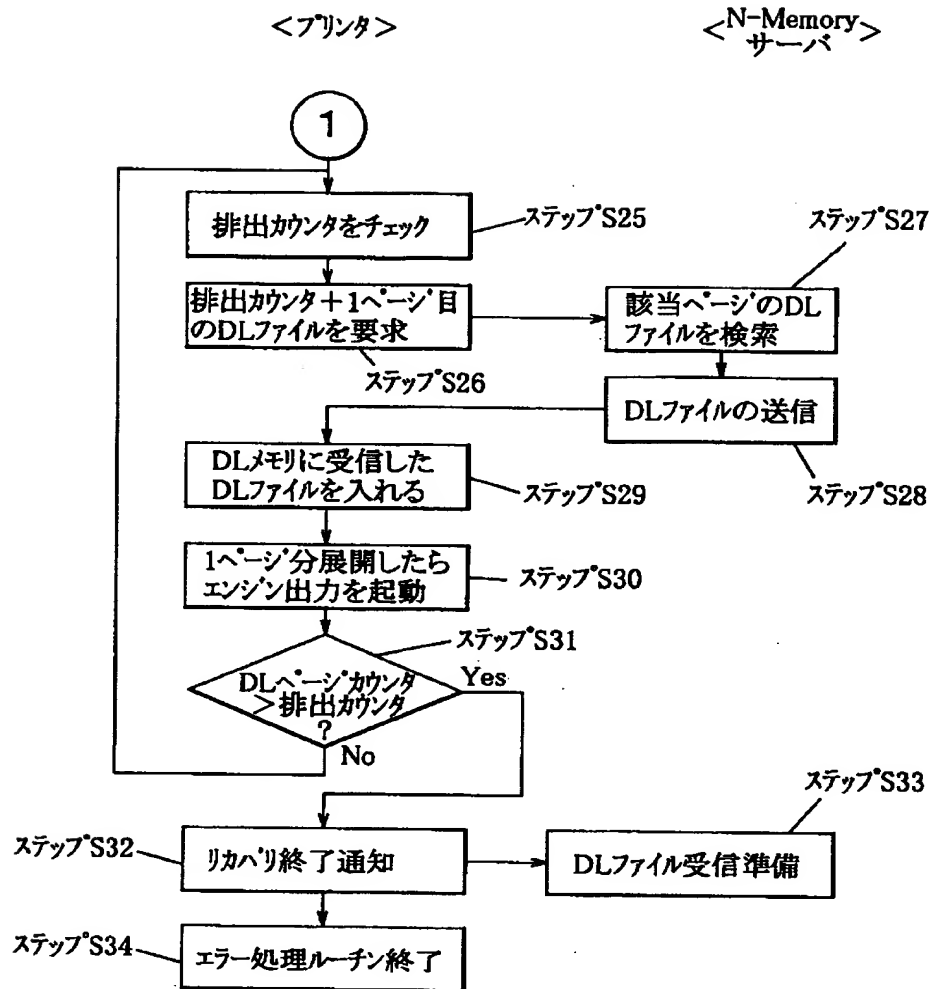 <プリンタ>
<N-Memory
サーバ>
1
排出カウンタをチェック
ステップS25
ステップS27
排出カウンタ+1ページ目
のDLファイルを要求
該当ページのDL
ファイルを検索
ステップS26
DLファイルの送信
DLメモリに受信した
DLファイルを入れる
ステップS29
ステップS28
1ページ分展開したら
エンジン出力を起動
ステップS30
ステップS31
DLページカウンタ
>排出カウンタ
?
Yes
No
ステップS33
ステップS32
リカバリ終了通知
DLファイル受信準備
ステップS34
エラー処理ルーチン終了